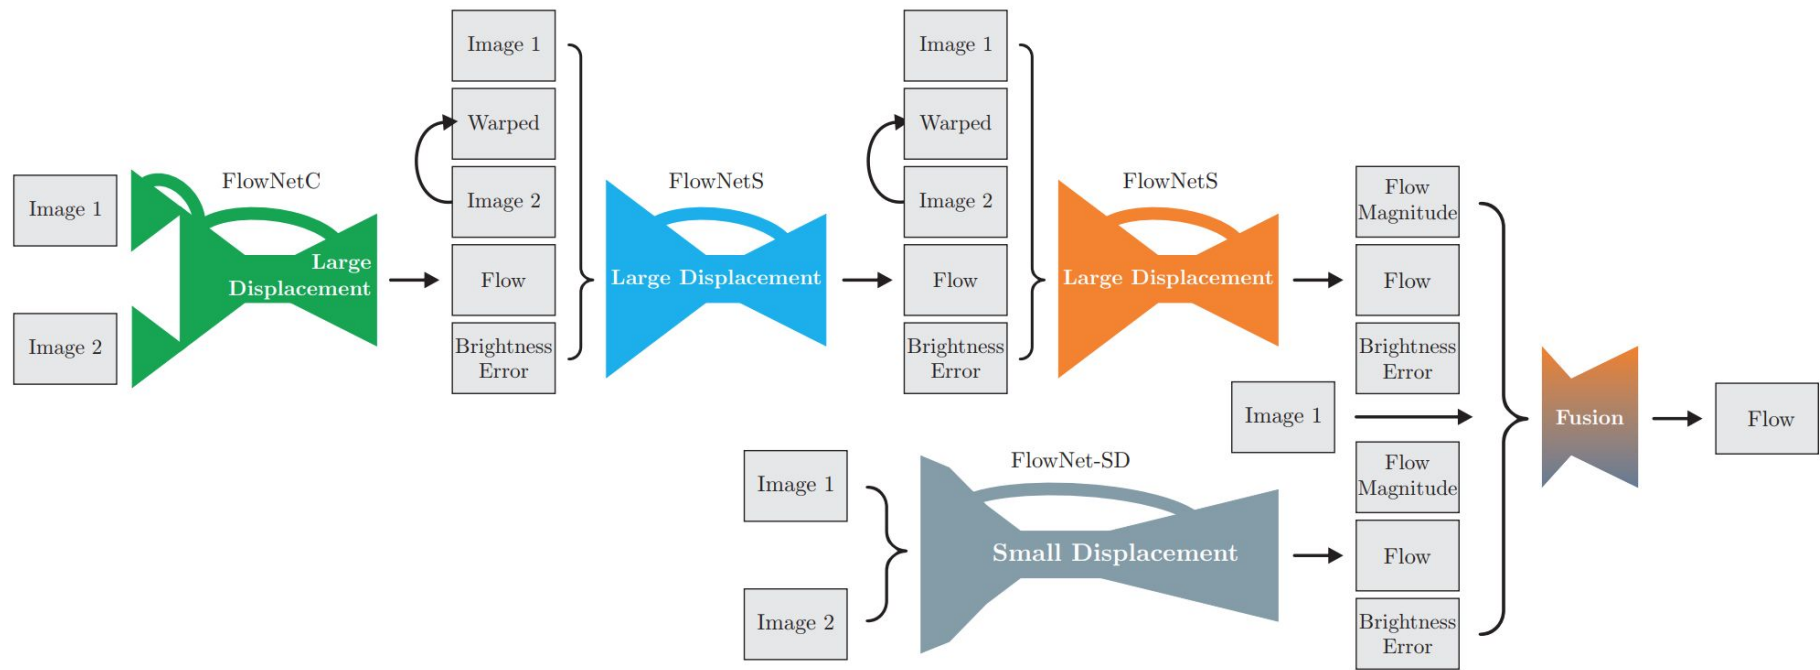 Image 1
Image 2
FlowNetC
Large
Displacement
Image 1
Warped
Image 2
Flow
Brightness
Error
FlowNetS
Large Displacement
Image 1
Warped
Image 2
Flow
Brightness
Error
FlowNetS
Large Displacement
Flow
Magnitude
Flow
Brightness
Error
Image 1
Image 1
Image 2
FlowNet-SD
Small Displacement
Flow
Magnitude
Flow
Brightness
Error
Fusion
Flow